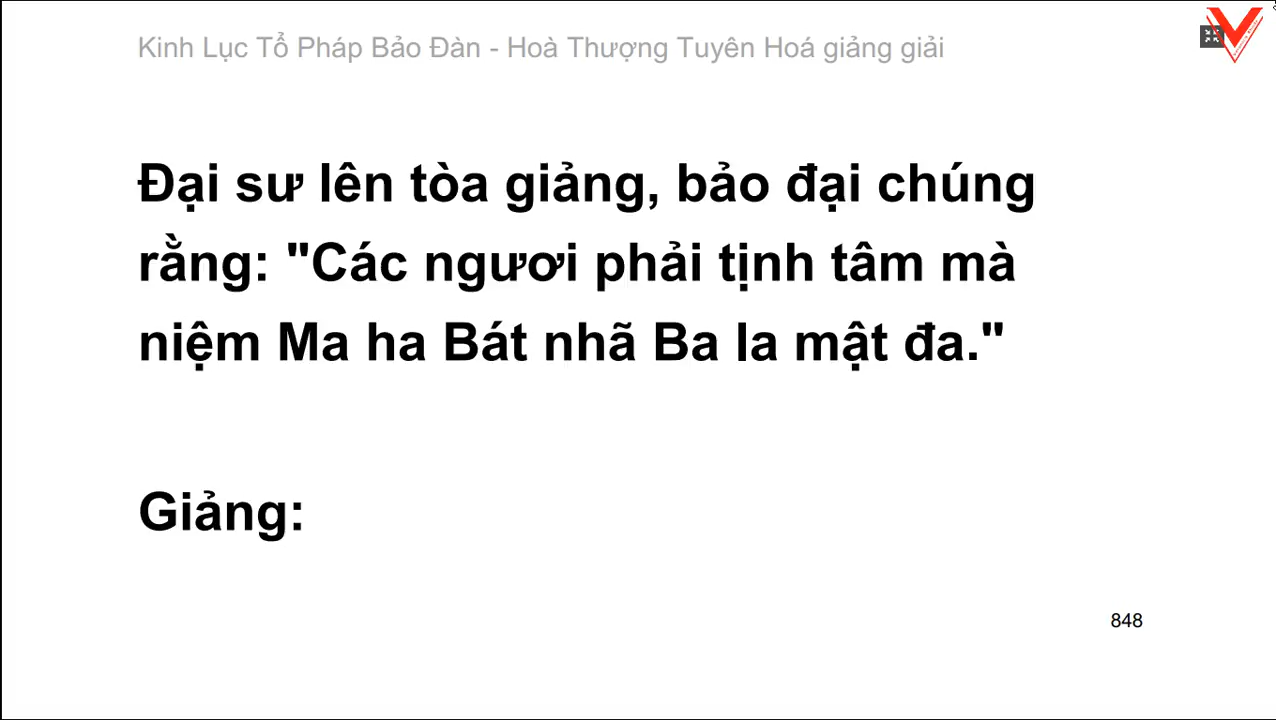 Kinh Lục Tổ Pháp Bảo Đàn - Hoà Thượng Tuyên Hoá giảng giải
Đại sư lên tòa giảng, bảo đại chúng
rằng: "Các ngươi phải tịnh tâm mà
niệm Ma ha Bát nhã Ba la mật đa."
Giảng:
848